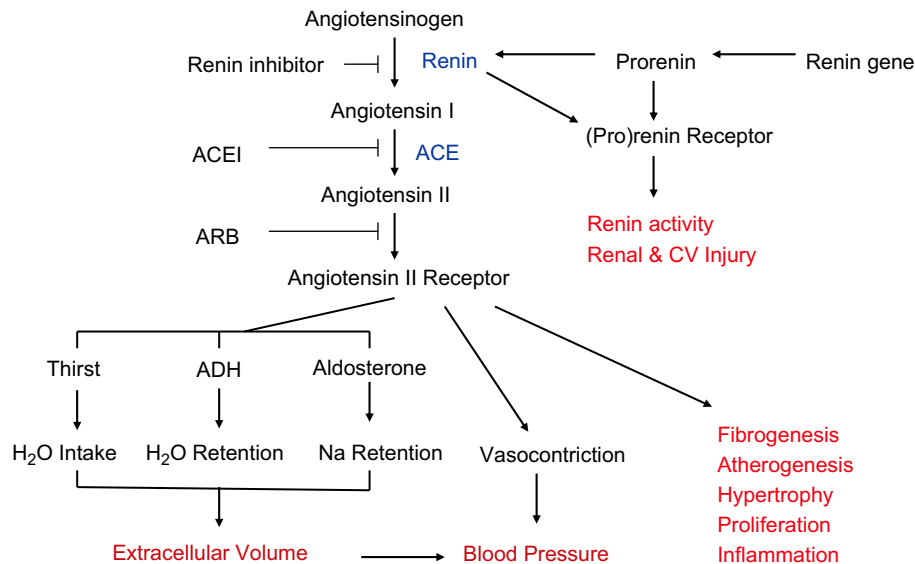 Angiotensinogen
Renin inhibitor
Renin
Prorenin
Renin gene
Angiotensin I
(Pro)renin Receptor
ACEI
ACE
Angiotensin II
Renin activity
Renal & CV Injury
ARB
Angiotensin II Receptor
Thirst
ADH
Aldosterone
H₂O Intake
H₂O Retention
Na Retention
Vasocontriction
Fibrogenesis
Atherogenesis
Hypertrophy
Proliferation
Inflammation
Extracellular Volume
Blood Pressure